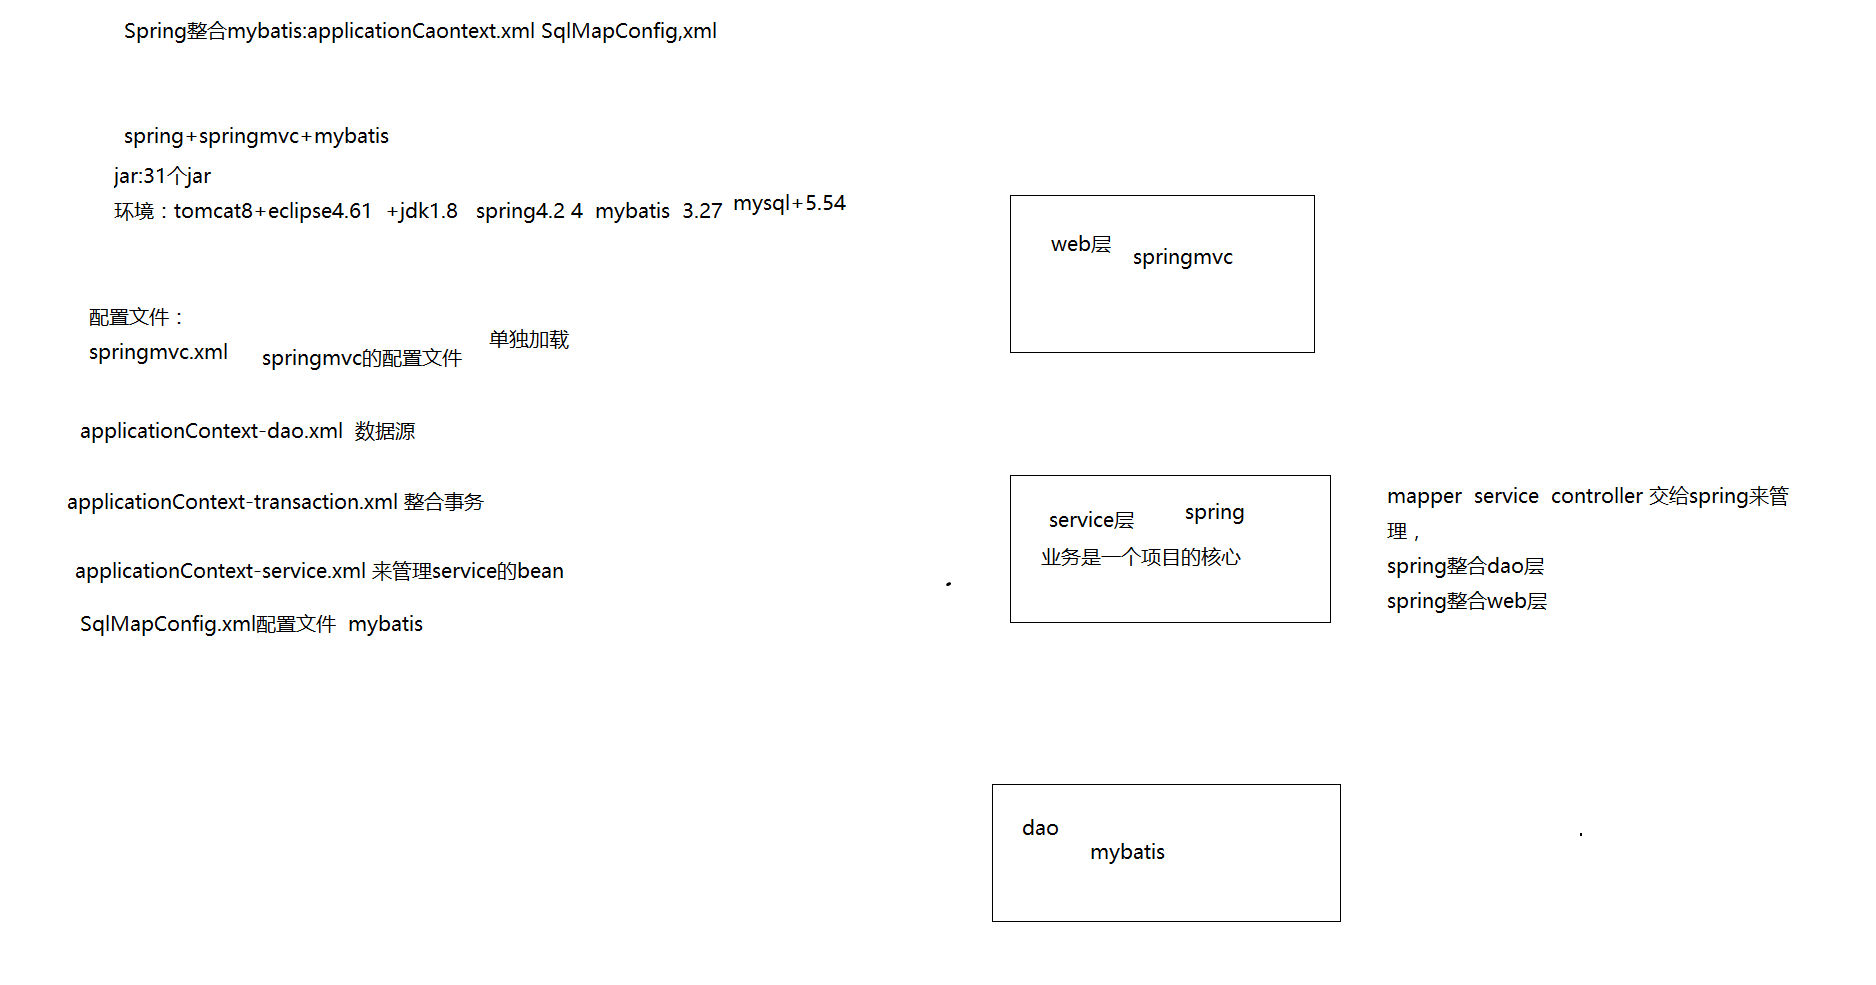 Spring整合mybatis:applicationCaontext.xml SqlMapConfig,xml
spring+springmvc+mybatis
jar:31个jar
环境：tomcat8+eclipse4.61 +jdk1.8 spring4.2 4 mybatis 3.27 mysql+5.54
配置文件：
springmvc.xml springmvc的配置文件 单独加载
applicationContext-dao.xml 数据源
applicationContext-transaction.xml 整合事务
applicationContext-service.xml 来管理service的bean
SqlMapConfig.xml配置文件 mybatis
web层 springmvc
service层 spring
业务是一个项目的核心
mapper service controller 交给spring来管
理，
spring整合dao层
spring整合web层
dao
mybatis